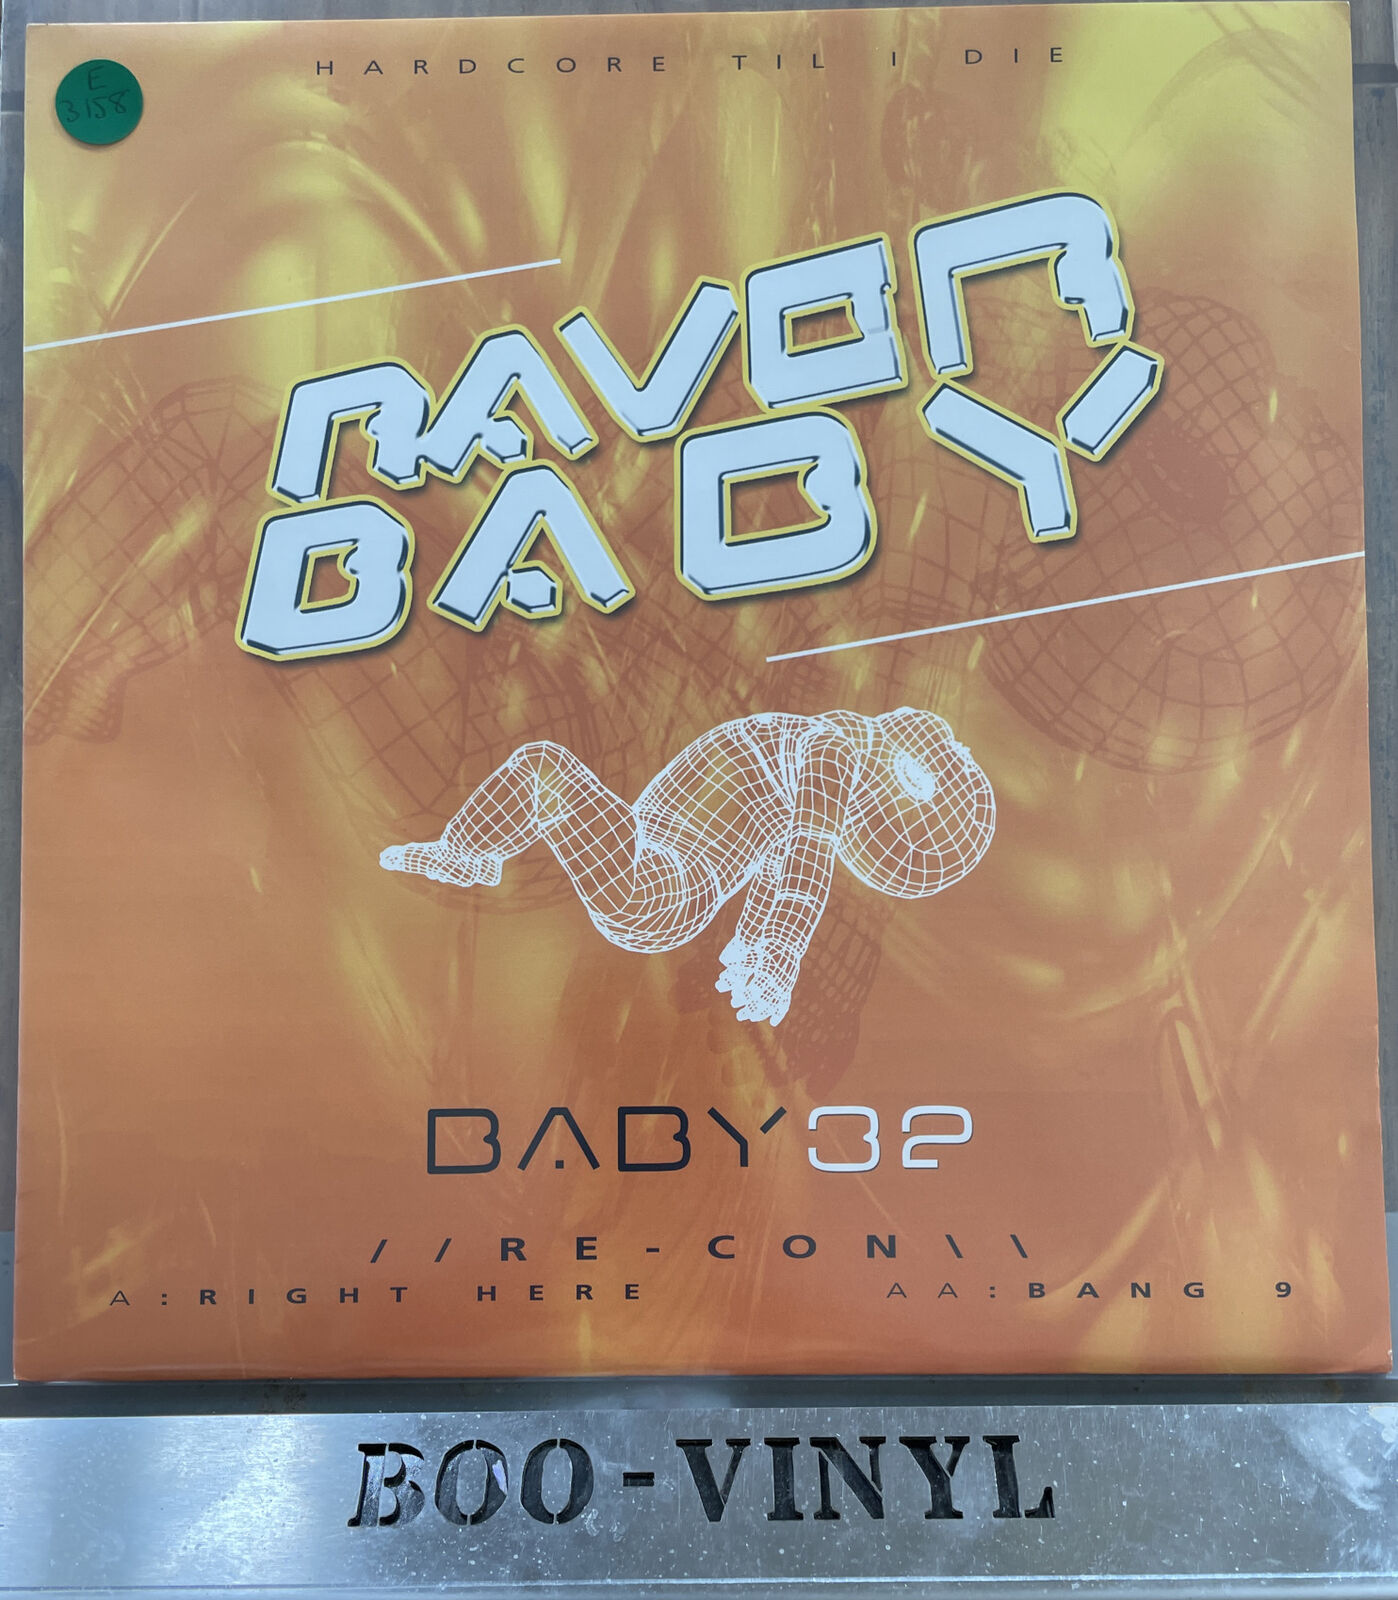 HARDCORE TIL I DIE
E
3158
RAVER
BABY
BABY32
//RE-CON\\
A:RIGHT HERE AA:BANG 9
BOO-VINYL